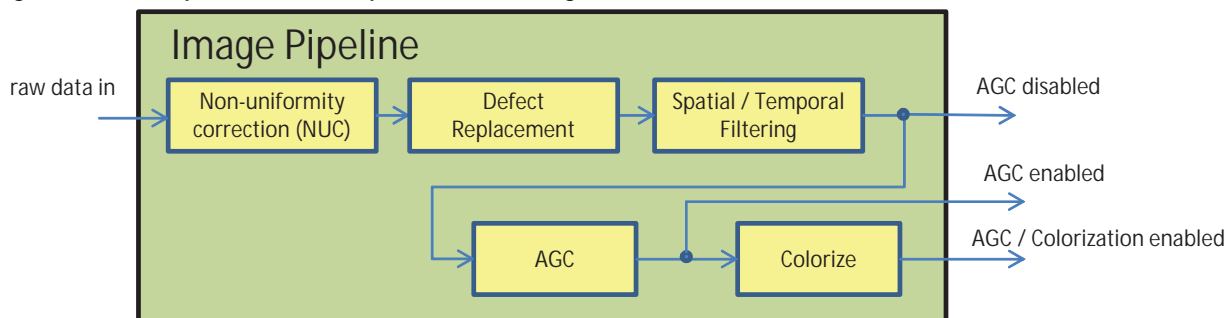 Image Pipeline
raw data in
Non-uniformity
correction (NUC)
Defect
Replacement
Spatial / Temporal
Filtering
AGC disabled
AGC enabled
AGC
Colorize
AGC / Colorization enabled